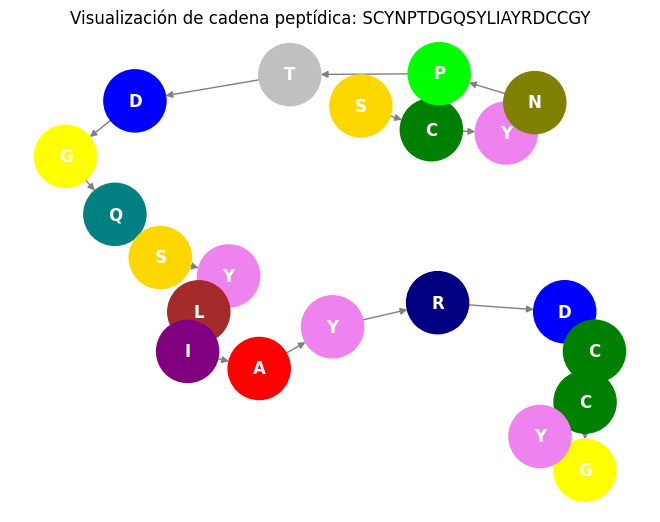 Visualización de cadena peptídica: SCYNPTDGQSYLIAYRDCCGY
S
C
Y
N
P
T
D
G
Q
S
Y
L
I
A
Y
R
D
C
C
G
Y